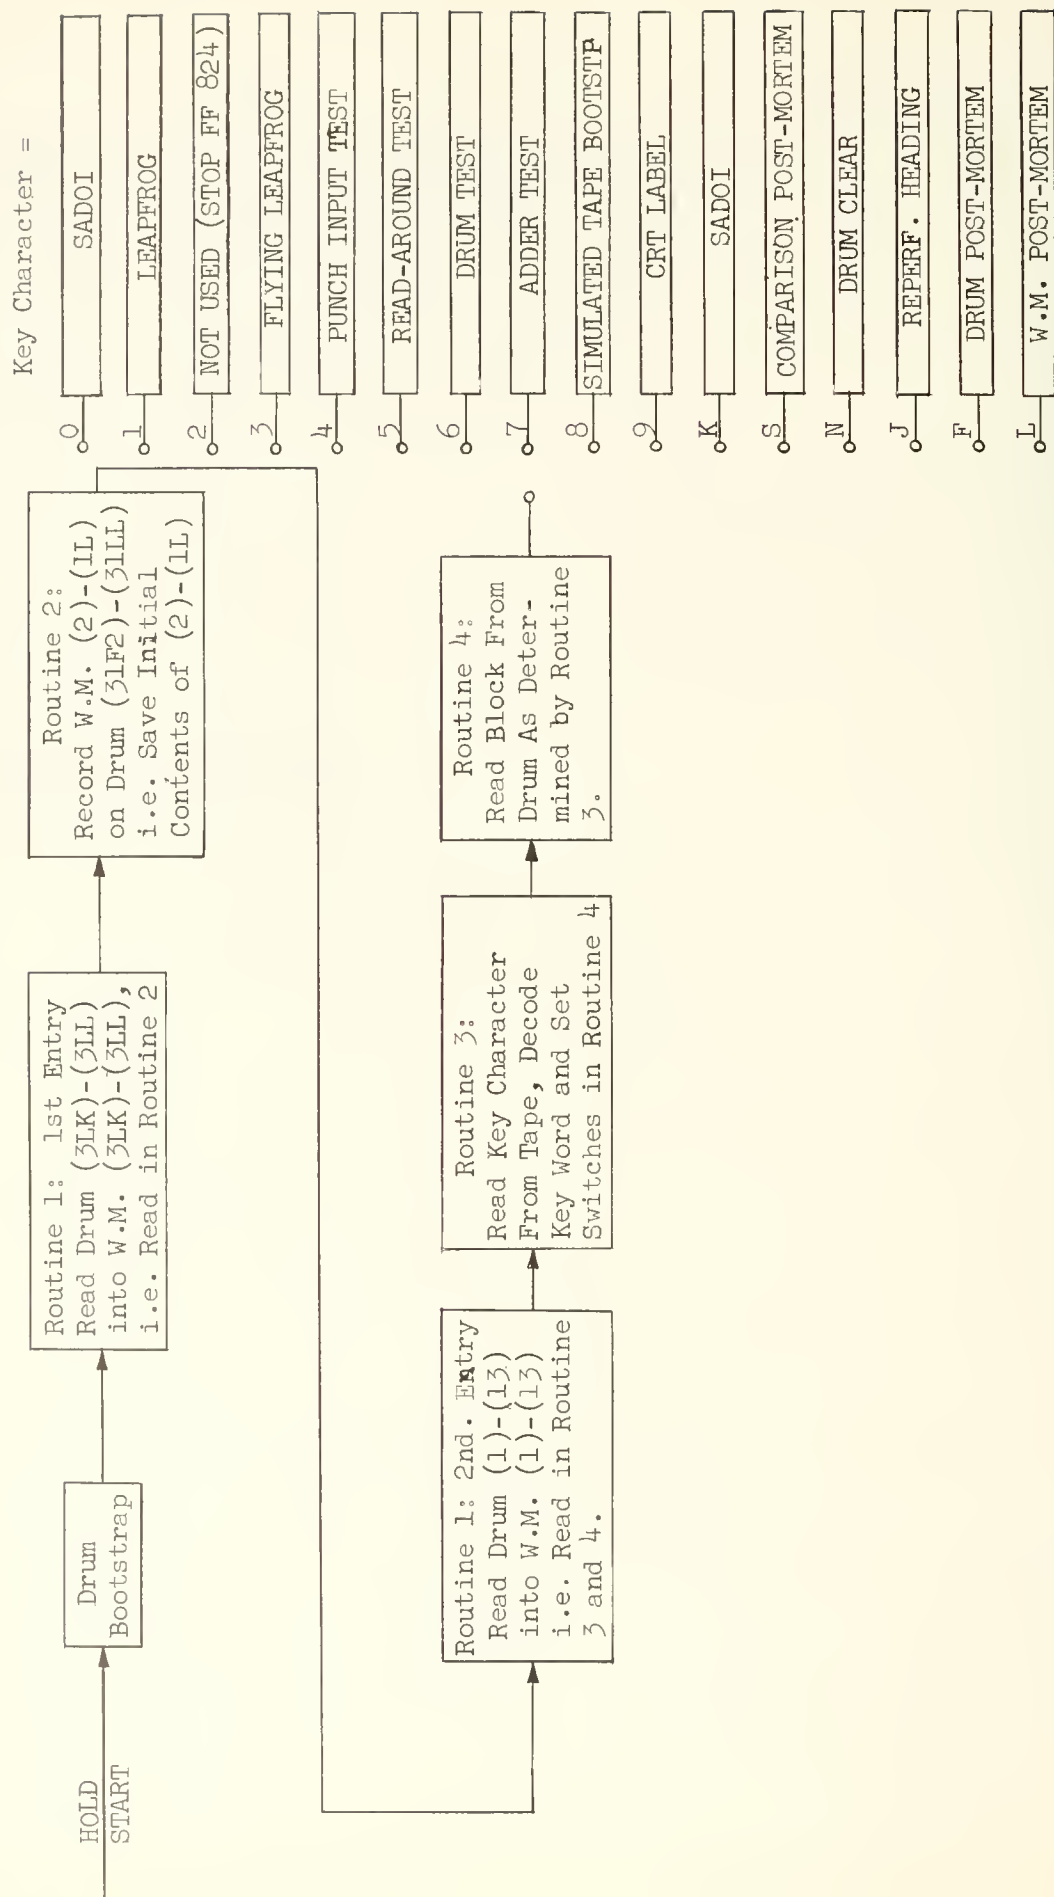 HOLD
START
Drum
Bootstrap
Routine 1: 1st Entry
Read Drum (3LK)-(3LL)
into W.M. (3LK)-(3LL),
i.e. Read in Routine 2
Routine 2:
Record W.M. (2)-(1L)
on Drum (31F2)-(31LL)
i.e. Save Initial
Contents of (2)-(1L)
Routine 1: 2nd. Entry
Read Drum (1)-(13)
into W.M. (1)-(13)
i.e. Read in Routine
3 and 4.
Routine 3:
Read Key Character
From Tape, Decode
Key Word and Set
Switches in Routine 4
Routine 4:
Read Block From
Drum As Deter-
mined by Routine
3.
Key Character =
0 SADOI
1 LEAPFROG
2 NOT USED (STOP FF 824)
3 FLYING LEAPFROG
4 PUNCH INPUT TEST
5 READ-AROUND TEST
6 DRUM TEST
7 ADDER TEST
8 SIMULATED TAPE BOOTSTP
9 CRT LABEL
K SADOI
S COMPARISON POST-MORTEM
N DRUM CLEAR
J REPERF. HEADING
F DRUM POST-MORTEM
L W.M. POST-MORTEM